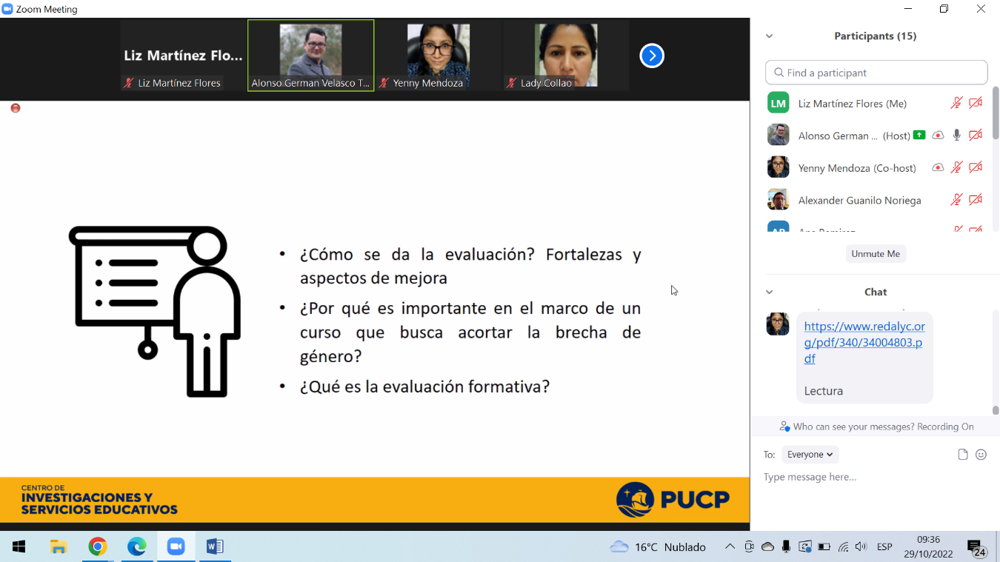 Zoom Meeting
Liz Martínez Flo...
Liz Martínez Flores
Alonso German Velasco T...
Yenny Mendoza
Lady Collao
Participants (15)
Find a participant
LM
Liz Martínez Flores (Me)
Alonso German ... (Host)
Yenny Mendoza (Co-host)
Alexander Guanilo Noriega
Unmute Me
• ¿Cómo se da la evaluación? Fortalezas y
aspectos de mejora
• ¿Por qué es importante en el marco de un
curso que busca acortar la brecha de
género?
• ¿Qué es la evaluación formativa?
Chat
https://www.redalyc.or
g/pdf/340/34004803.p
df
Lectura
Who can see your messages? Recording On
To: Everyone
Type message here...
CENTRO DE
INVESTIGACIONES Y
SERVICIOS EDUCATIVOS
PUCP
16°C Nublado
ESP
09:36
29/10/2022
24